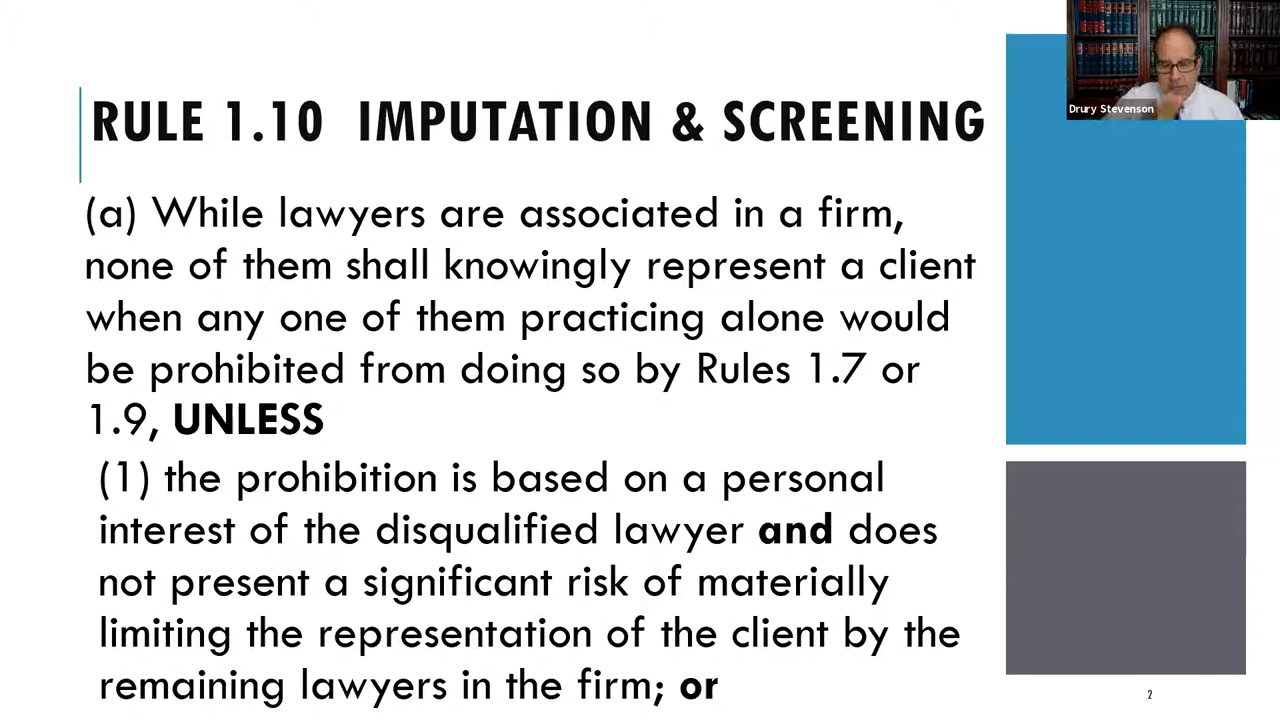 RULE 1.10 IMPUTATION & SCREENING
Drury Stevenson
(a) While lawyers are associated in a firm,
none of them shall knowingly represent a client
when any one of them practicing alone would
be prohibited from doing so by Rules 1.7 or
1.9, UNLESS
(1) the prohibition is based on a personal
interest of the disqualified lawyer and does
not present a significant risk of materially
limiting the representation of the client by the
remaining lawyers in the firm; or
2